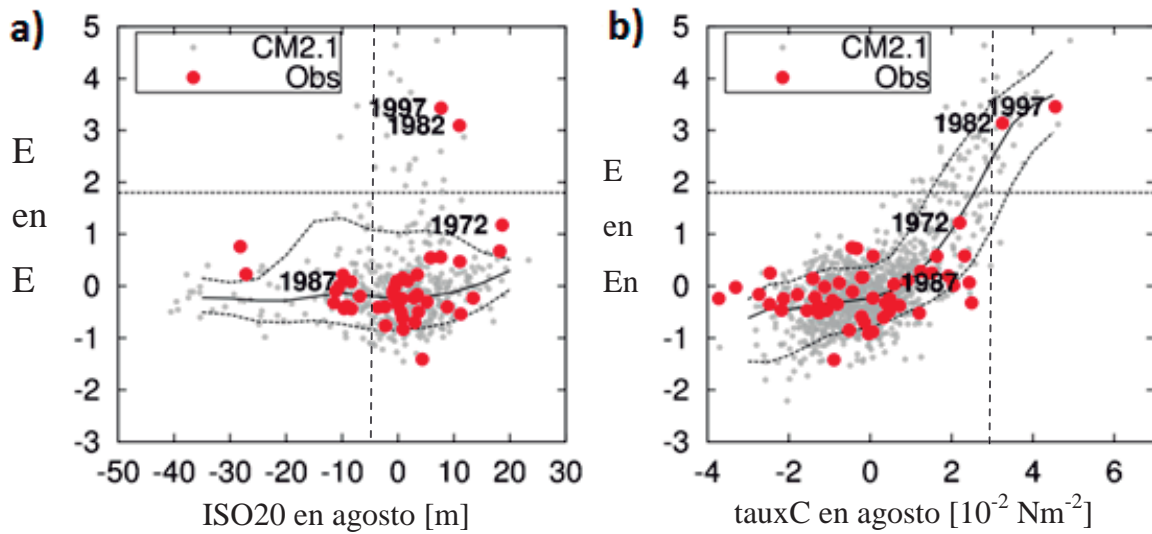 a)
5
4
3
2
1
0
-1
-2
-3
E
en
E
CM2.1
Obs
1997
1982
1972
1987
-50 -40 -30 -20 -10 0 10 20 30
ISO20 en agosto [m]
b)
5
4
3
2
1
0
-1
-2
-3
E
en
En
CM2.1
Obs
1982 1997
1972
1987
-4 -2 0 2 4 6
tauxC en agosto [10⁻² Nm⁻²]